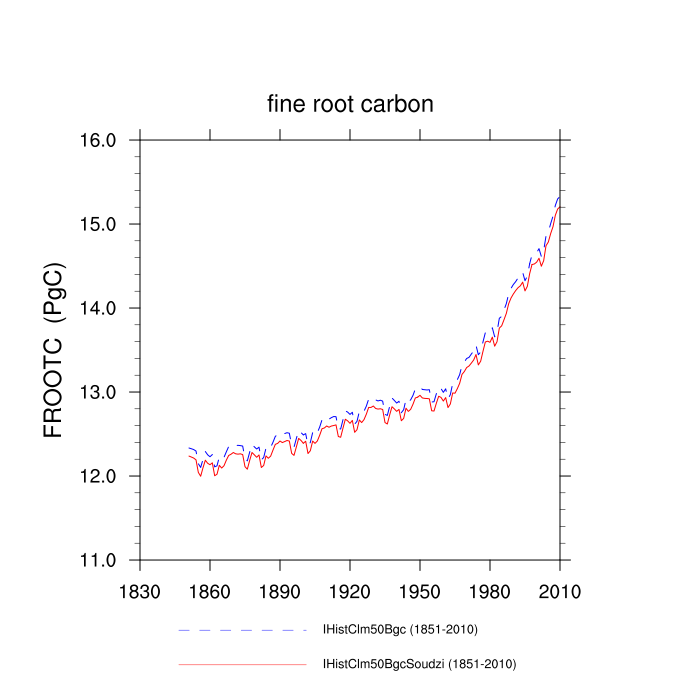 fine root carbon
FROOTC (PgC)
16.0
15.0
14.0
13.0
12.0
11.0
1830 1860 1890 1920 1950 1980 2010
IHistClm50Bgc (1851-2010)
IHistClm50BgcSoudzi (1851-2010)